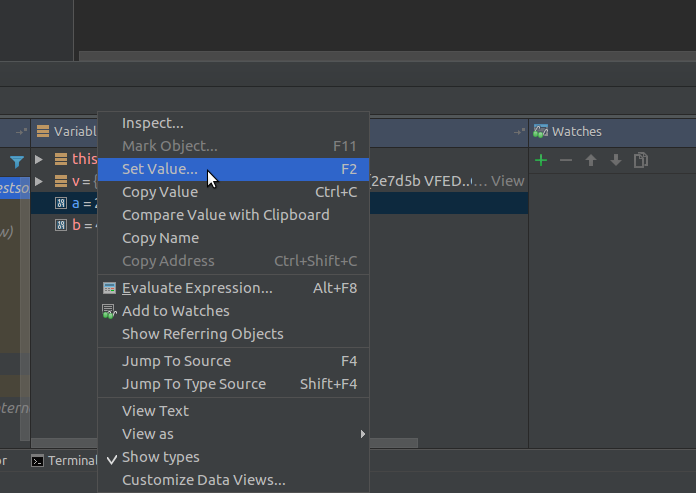 Variabl
Watches
Inspect...
Mark Object... F11
this
Set Value... F2
estso
v = {
Copy Value Ctrl+C
2e7d5b VFED..C... View
a = 2
Compare Value with Clipboard
b = 4
Copy Name
w)
Copy Address Ctrl+Shift+C
Evaluate Expression... Alt+F8
Add to Watches
Show Referring Objects
Jump To Source F4
Jump To Type Source Shift+F4
View Text
nterno
View as
Show types
or
Terminal
Customize Data Views...